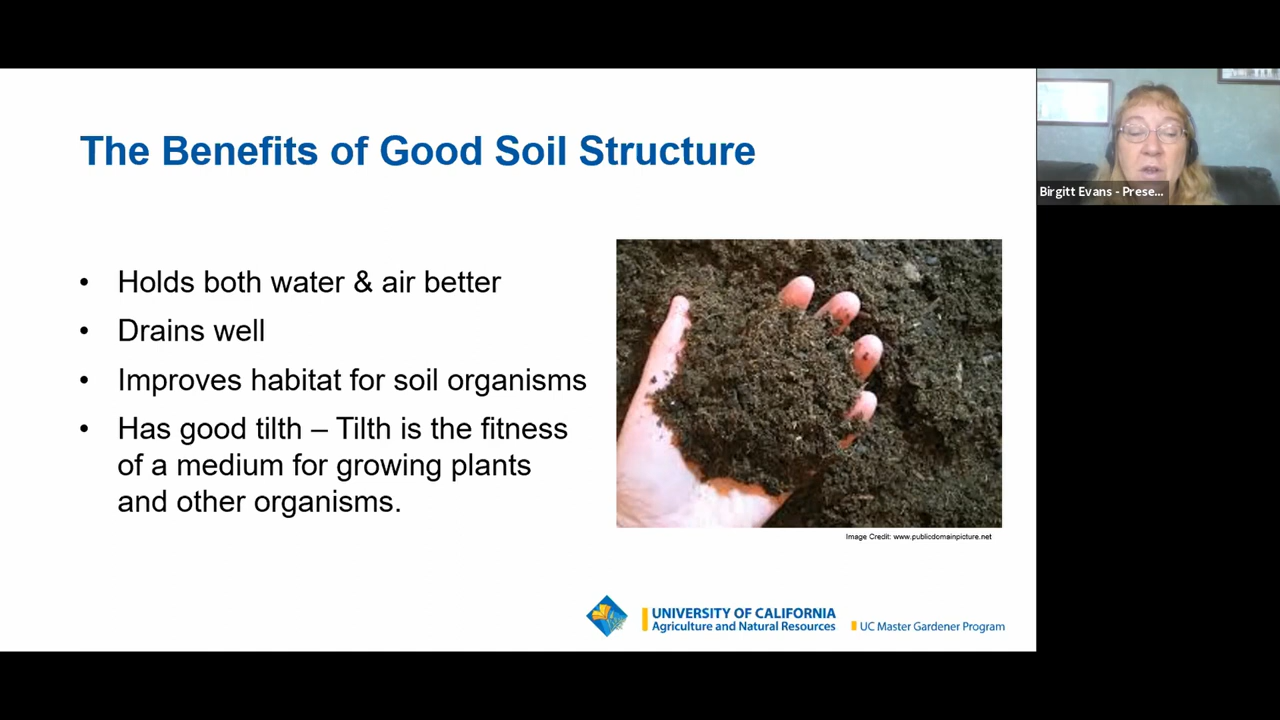 The Benefits of Good Soil Structure
• Holds both water & air better
• Drains well
• Improves habitat for soil organisms
• Has good tilth – Tilth is the fitness
of a medium for growing plants
and other organisms.
Image Credit: www.publicdomainpicture.net
UNIVERSITY OF CALIFORNIA
Agriculture and Natural Resources
UC Master Gardener Program
Birgitt Evans - Prese...